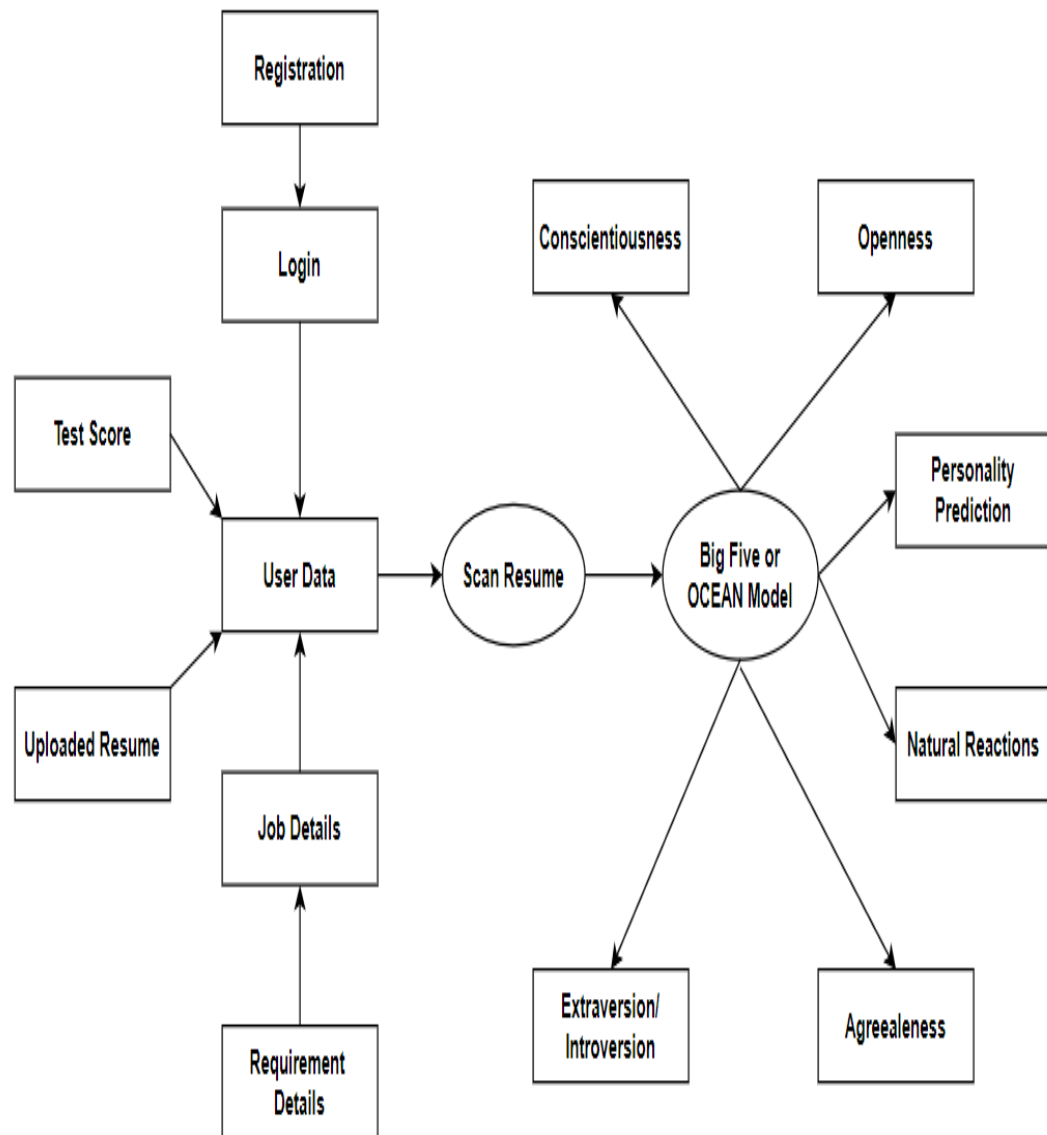 Registration
Conscientiousness
Openness
Login
Test Score
Personality
Prediction
User Data
Scan Resume
Big Five or
OCEAN Model
Uploaded Resume
Natural Reactions
Job Details
Extraversion/
Introversion
Agreealeness
Requirement
Details